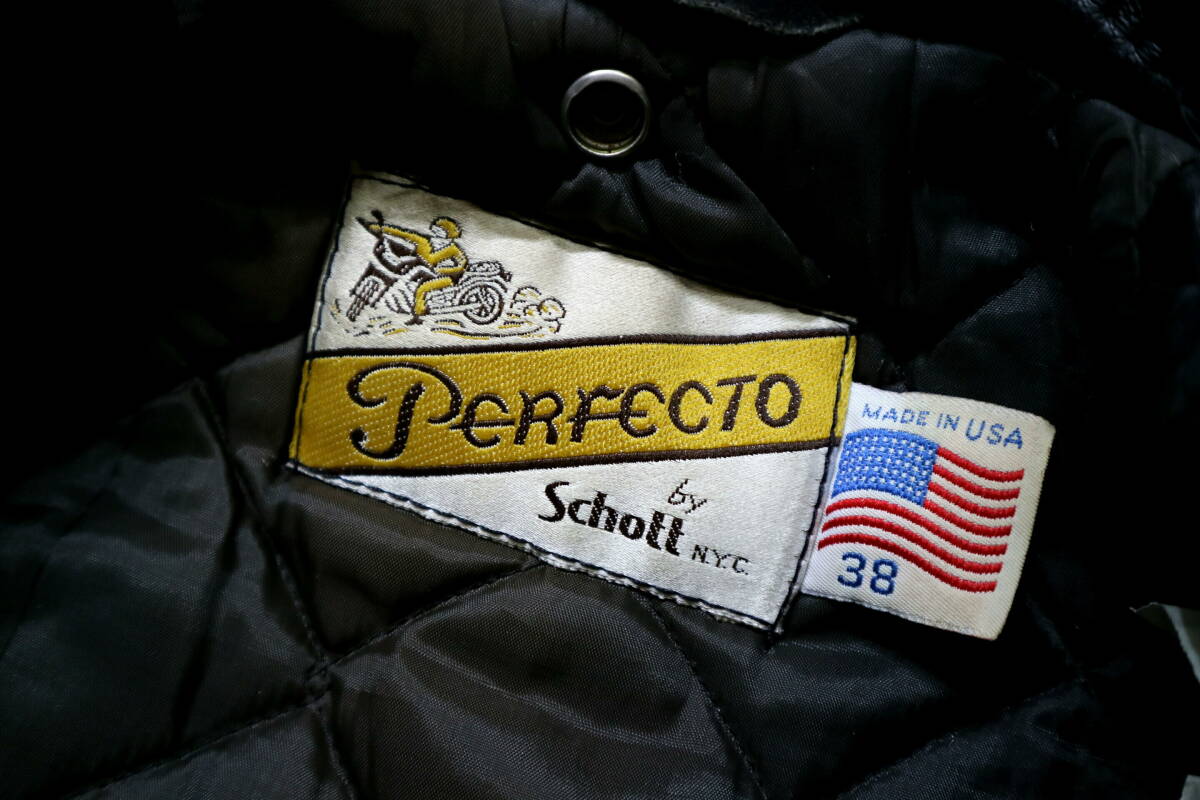 PERFECTO
by
Schott N.Y.C.
MADE IN USA
38